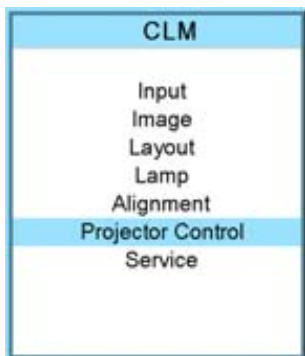 CLM
Input
Image
Layout
Lamp
Alignment
Projector Control
Service